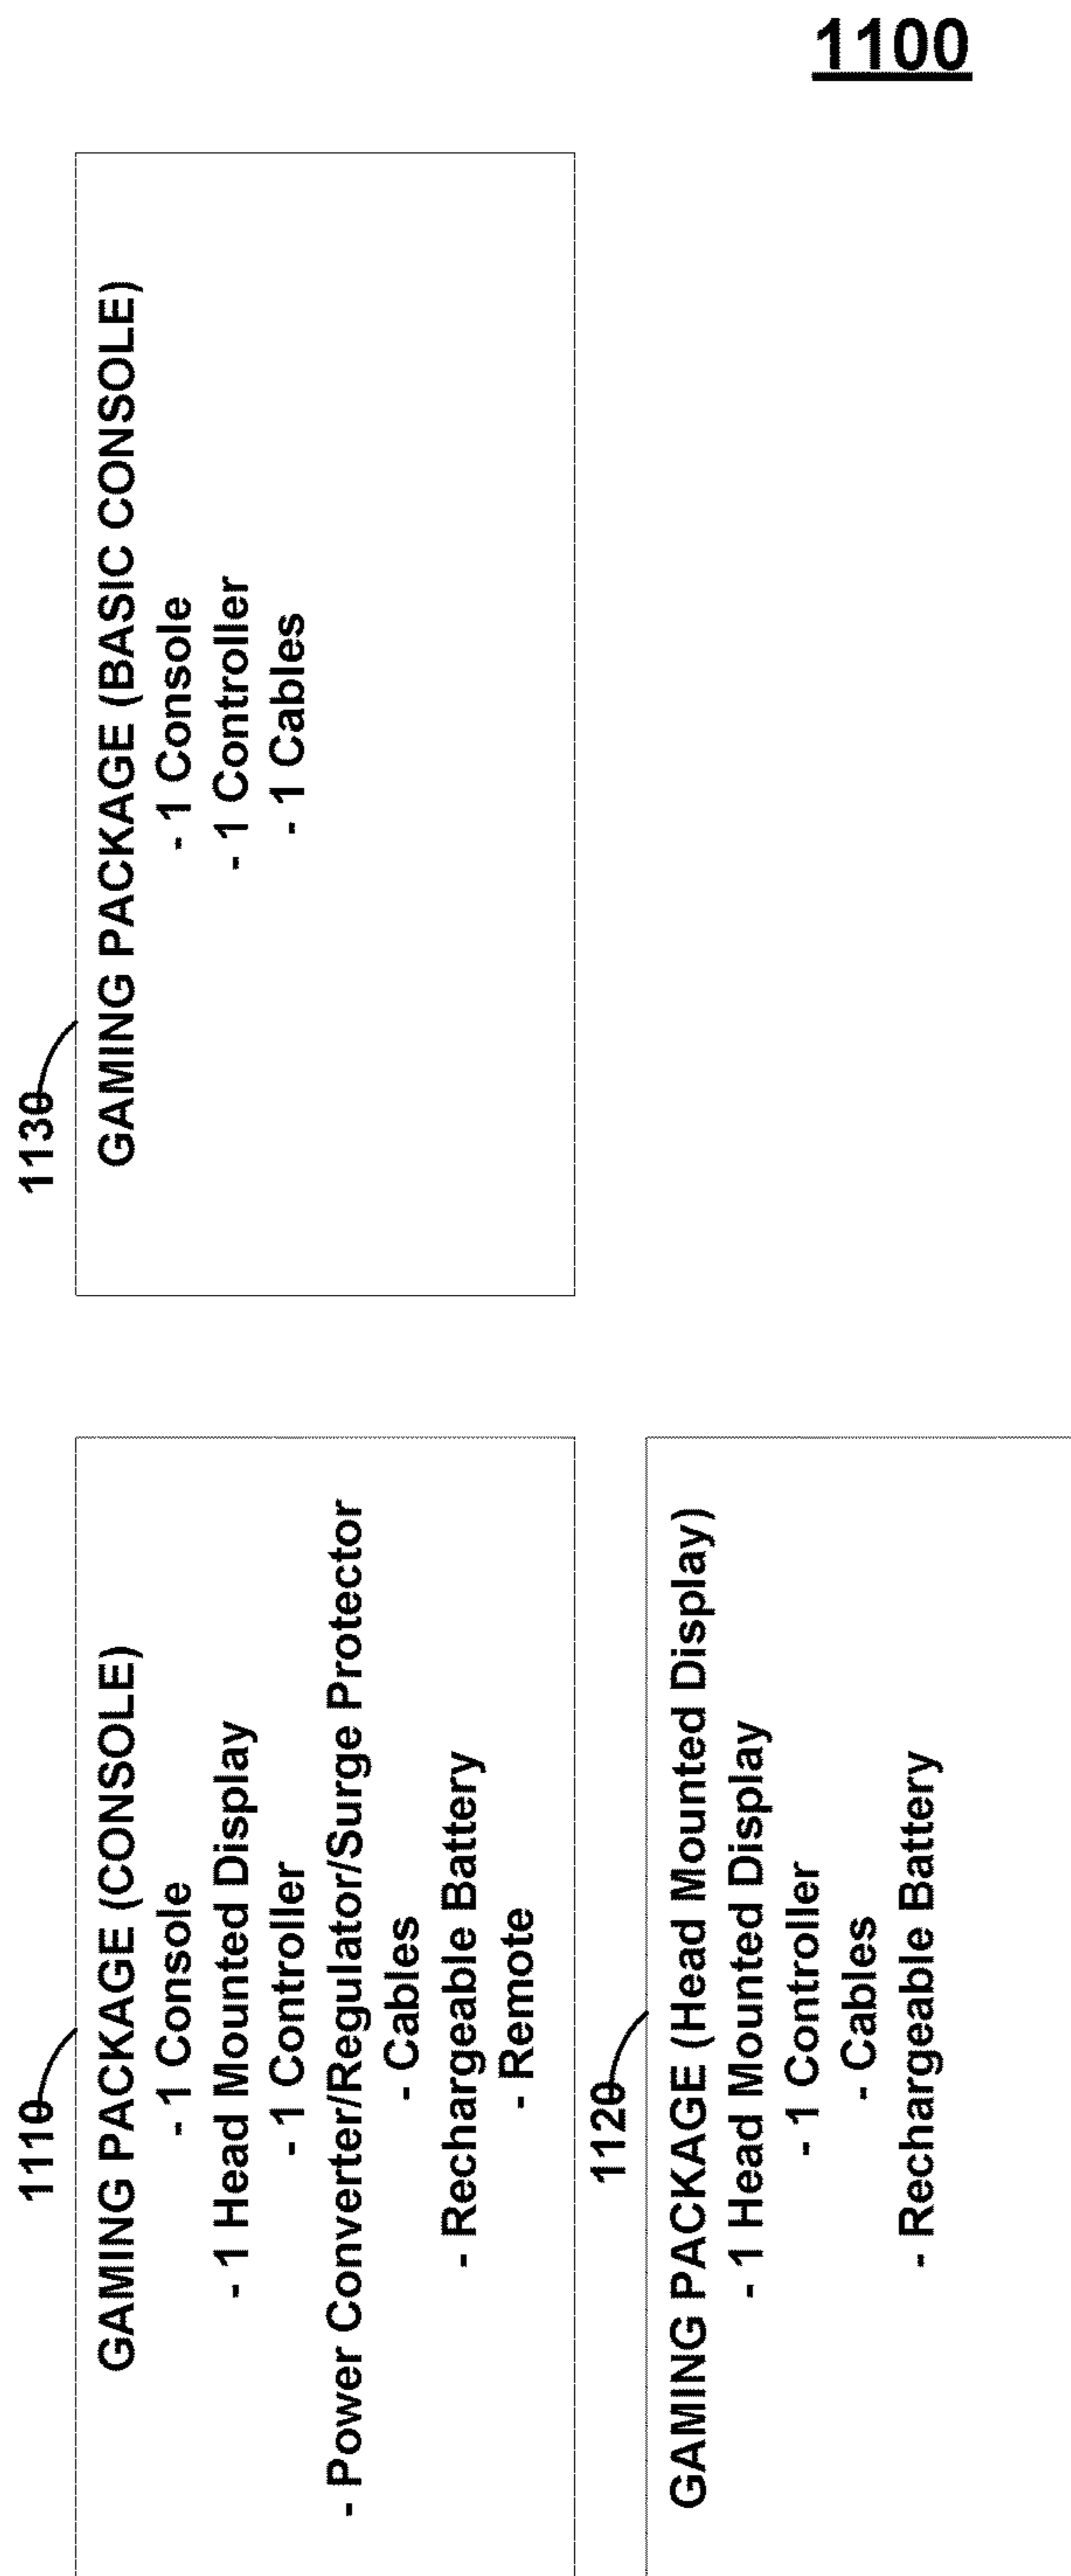 1110
GAMING PACKAGE (CONSOLE)
- 1 Console
- 1 Head Mounted Display
- 1 Controller
- Power Converter/Regulator/Surge Protector
- Cables
- Rechargeable Battery
- Remote
1130
GAMING PACKAGE (BASIC CONSOLE)
- 1 Console
- 1 Controller
- 1 Cables
1120
GAMING PACKAGE (Head Mounted Display)
- 1 Head Mounted Display
- 1 Controller
- Cables
- Rechargeable Battery
1100